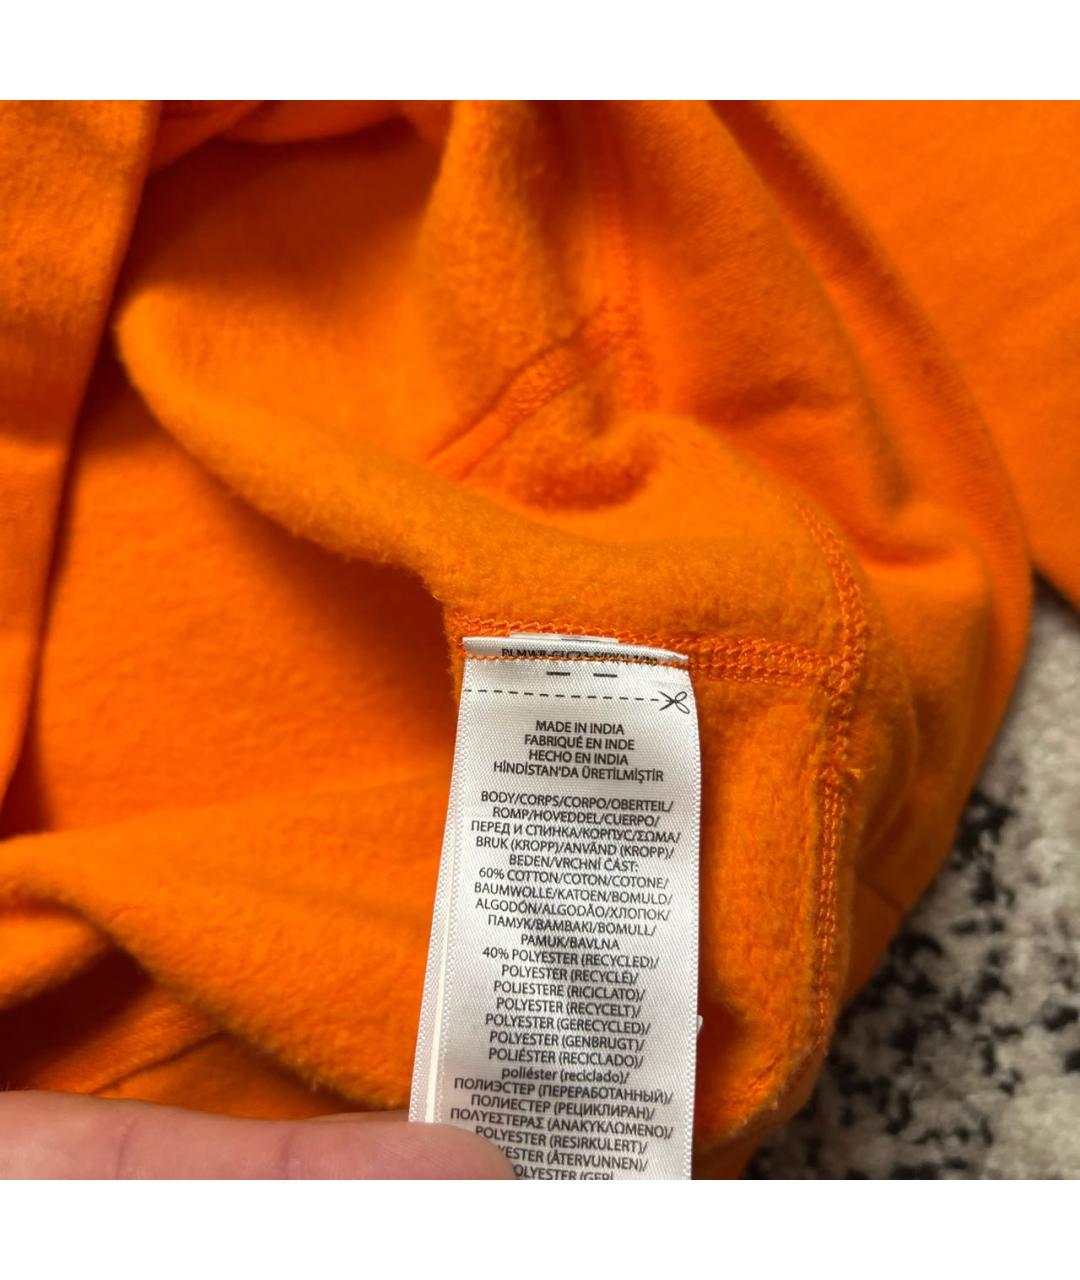 MADE IN INDIA
FABRIQUÉ EN INDE
HECHO EN INDIA
HİNDİSTAN'DA ÜRETİLMİŞTİR
BODY/CORPS/CORPO/OBERTEIL/
ROMP/HOVEDDEL/CUERPO/
ПЕРЕД И СПИНКА/КОРПУС/ΣΩΜΑ/
BRUK (KROPP)/ANVÄND (KROPP)/
BEDEN/VRCHNÍ ČÁST:
60% COTTON/COTON/COTONE/
BAUMWOLLE/KATOEN/BOMULD/
ALGODÓN/ALGODÃO/ХЛОПОК/
ПАМУК/ΒΑΜΒΑΚΙ/BOMULL/
PAMUK/BAVLNA
40% POLYESTER (RECYCLED)/
POLYESTER (RECYCLÉ)/
POLIESTERE (RICICLATO)/
POLYESTER (RECYCELT)/
POLYESTER (GERECYCLED)/
POLYESTER (GENBRUGT)/
POLIÉSTER (RECICLADO)/
poliéster (reciclado)/
ПОЛИЭСТЕР (ПЕРЕРАБОТАННЫЙ)/
ПОЛИЕСТЕР (РЕЦИКЛИРАН)/
ΠΟΛΥΕΣΤΕΡΑΣ (ΑΝΑΚΥΚΛΩΜΕΝΟ)/
POLYESTER (RESIRKULERT)/
POLYESTER (ÅTERVUNNEN)/